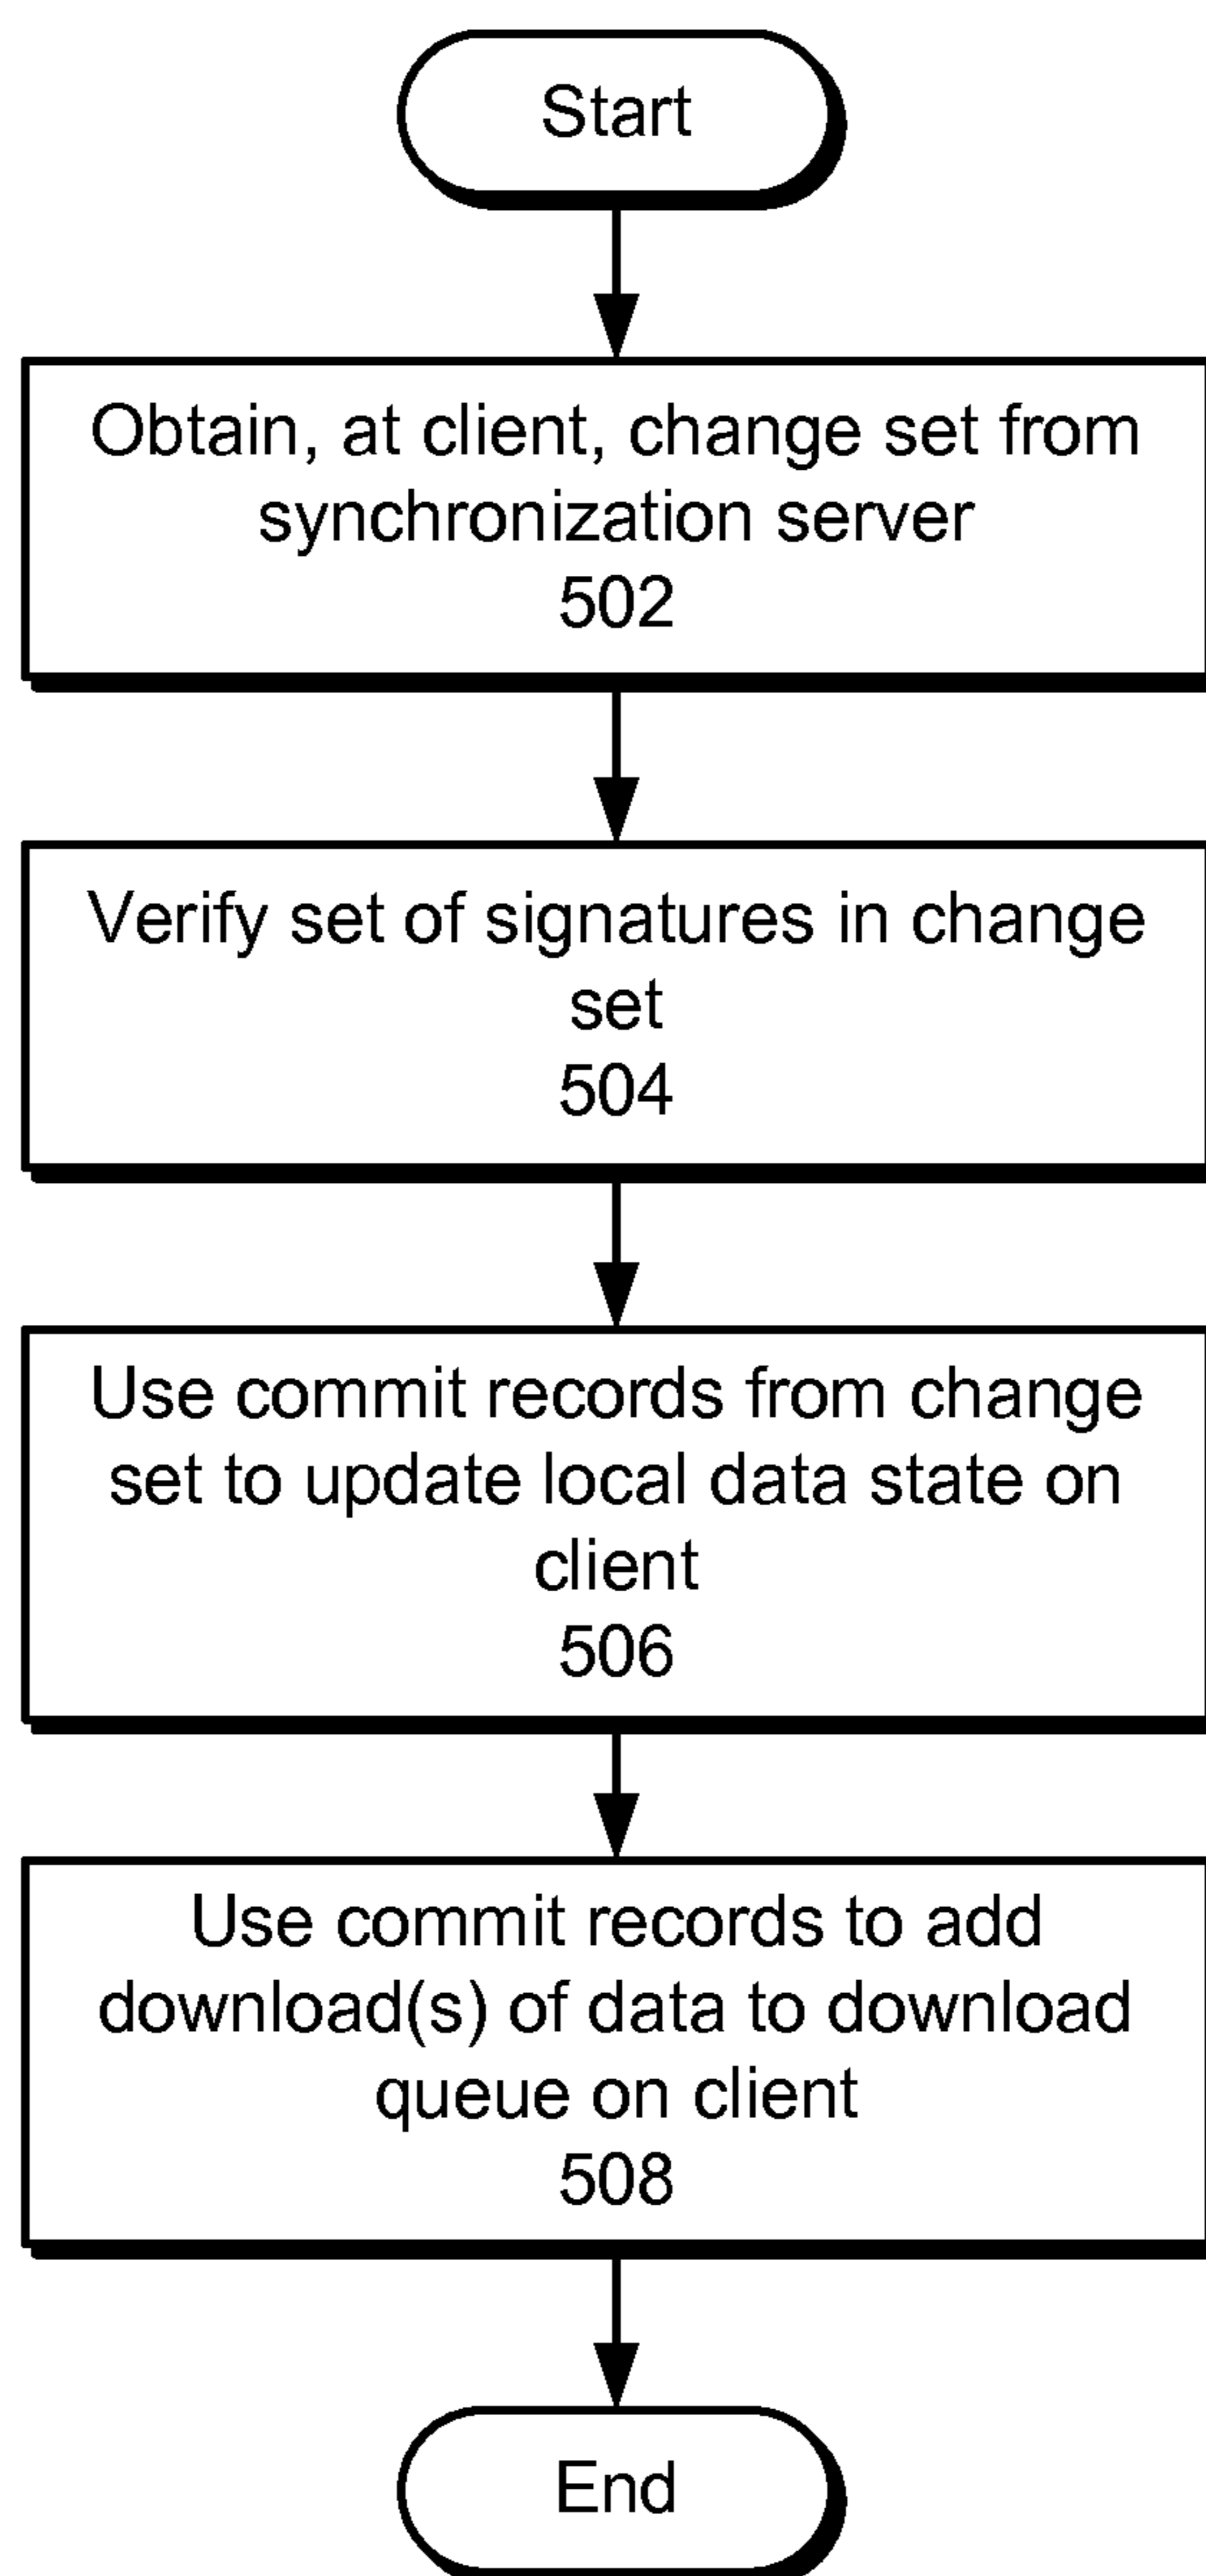 Start
Obtain, at client, change set from
synchronization server
502
Verify set of signatures in change
set
504
Use commit records from change
set to update local data state on
client
506
Use commit records to add
download(s) of data to download
queue on client
508
End